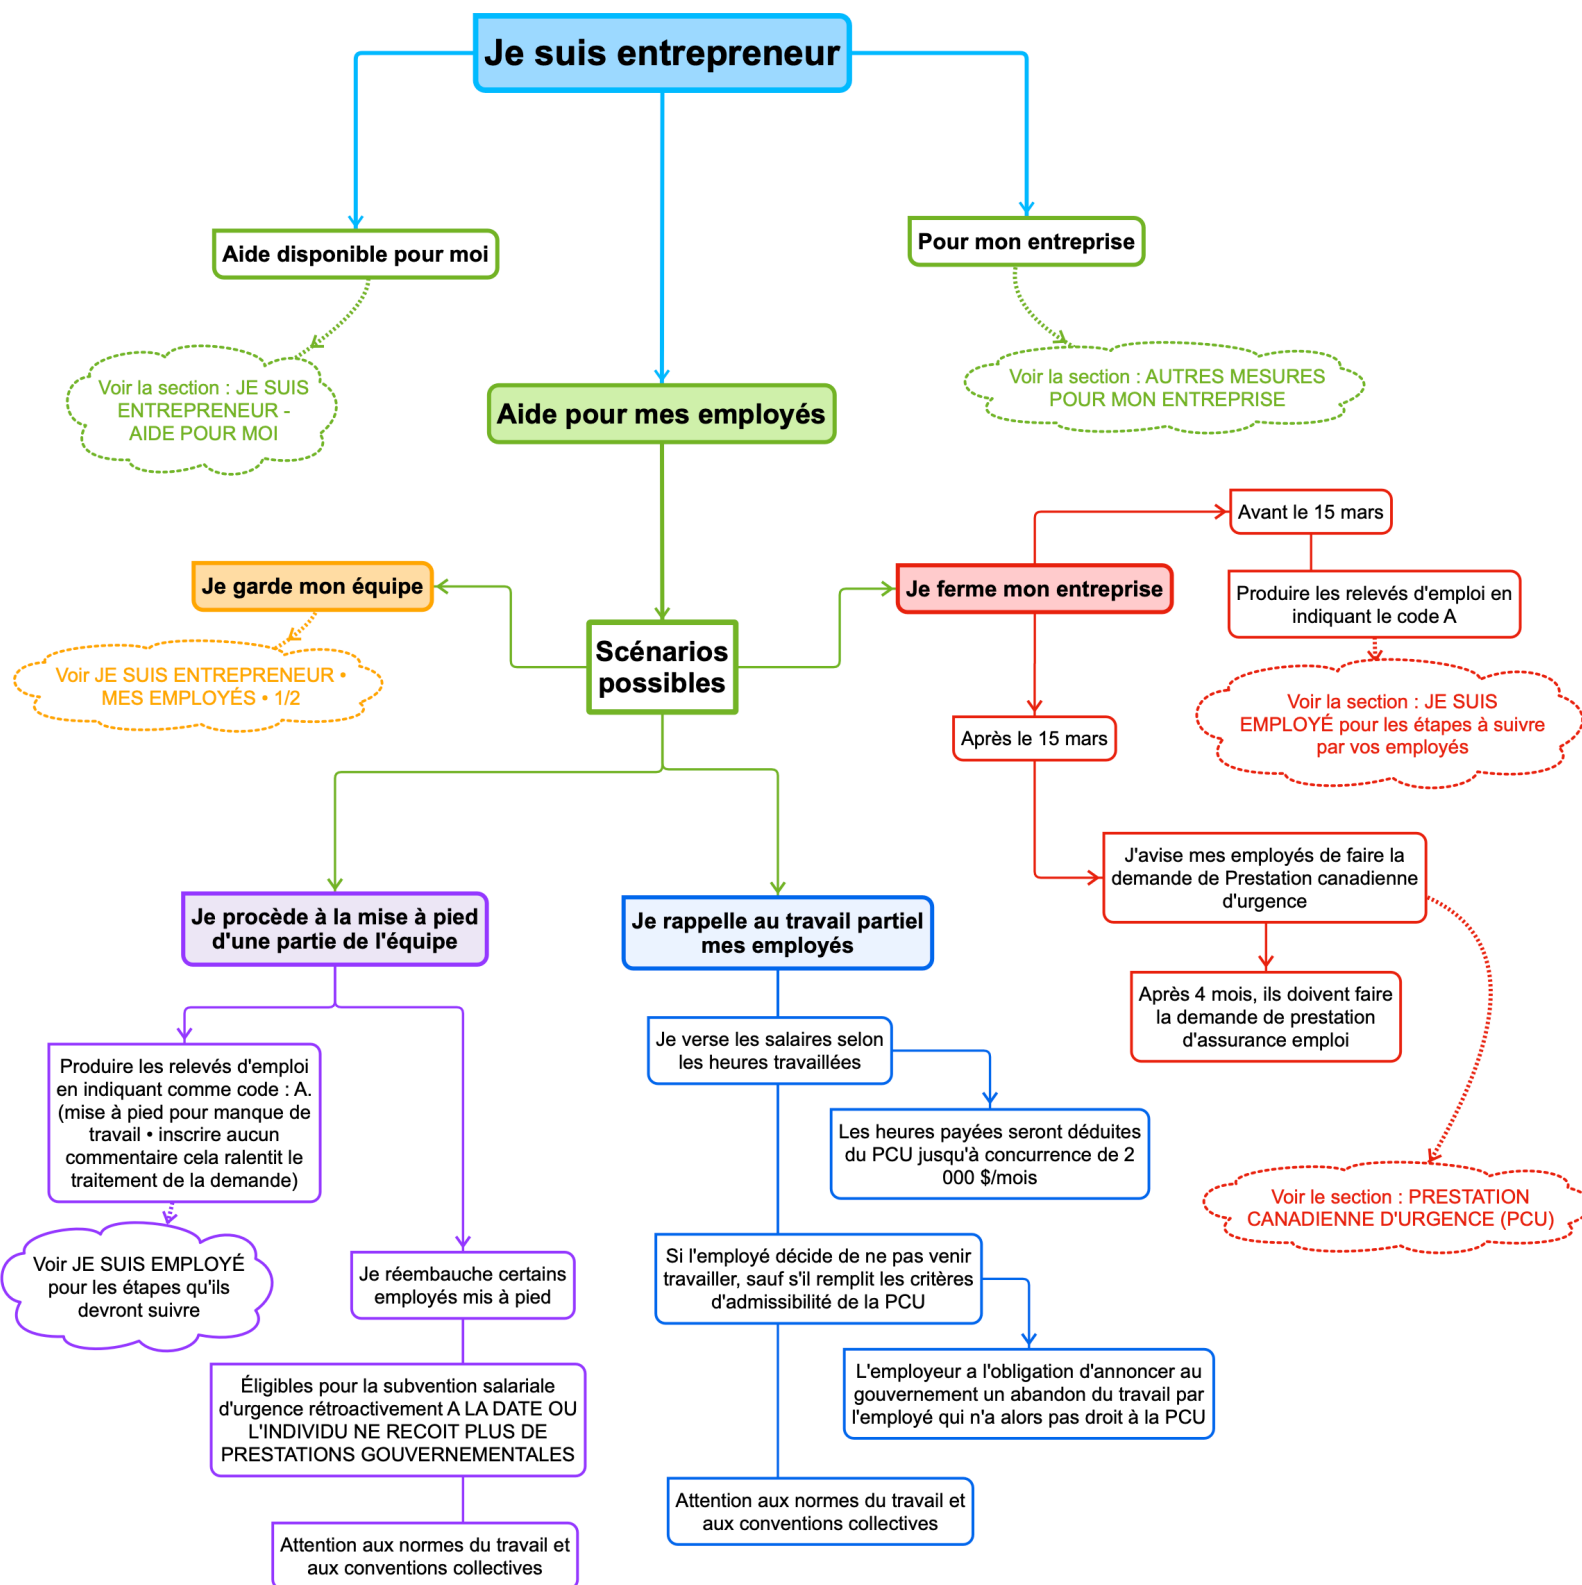 Je suis entrepreneur
Aide disponible pour moi
Pour mon entreprise
Voir la section : JE SUIS
ENTREPRENEUR -
AIDE POUR MOI
Voir la section : AUTRES MESURES
POUR MON ENTREPRISE
Aide pour mes employés
Avant le 15 mars
Je garde mon équipe
Je ferme mon entreprise
Produire les relevés d'emploi en
indiquant le code A
Scénarios
possibles
Voir JE SUIS ENTREPRENEUR •
MES EMPLOYÉS • 1/2
Voir la section : JE SUIS
EMPLOYÉ pour les étapes à suivre
par vos employés
Après le 15 mars
J'avise mes employés de faire la
demande de Prestation canadienne
d'urgence
Je procède à la mise à pied
d'une partie de l'équipe
Je rappelle au travail partiel
mes employés
Après 4 mois, ils doivent faire
la demande de prestation
d'assurance emploi
Je verse les salaires selon
les heures travaillées
Produire les relevés d'emploi
en indiquant comme code : A.
(mise à pied pour manque de
travail • inscrire aucun
commentaire cela ralentit le
traitement de la demande)
Les heures payées seront déduites
du PCU jusqu'à concurrence de 2
000 $/mois
Voir le section : PRESTATION
CANADIENNE D'URGENCE (PCU)
Voir JE SUIS EMPLOYÉ
pour les étapes qu'ils
devront suivre
Je réembauche certains
employés mis à pied
Si l'employé décide de ne pas venir
travailler, sauf s'il remplit les critères
d'admissibilité de la PCU
L'employeur a l'obligation d'annoncer au
gouvernement un abandon du travail par
l'employé qui n'a alors pas droit à la PCU
Éligibles pour la subvention salariale
d'urgence rétroactivement A LA DATE OU
L'INDIVIDU NE RECOIT PLUS DE
PRESTATIONS GOUVERNEMENTALES
Attention aux normes du travail et
aux conventions collectives
Attention aux normes du travail et
aux conventions collectives